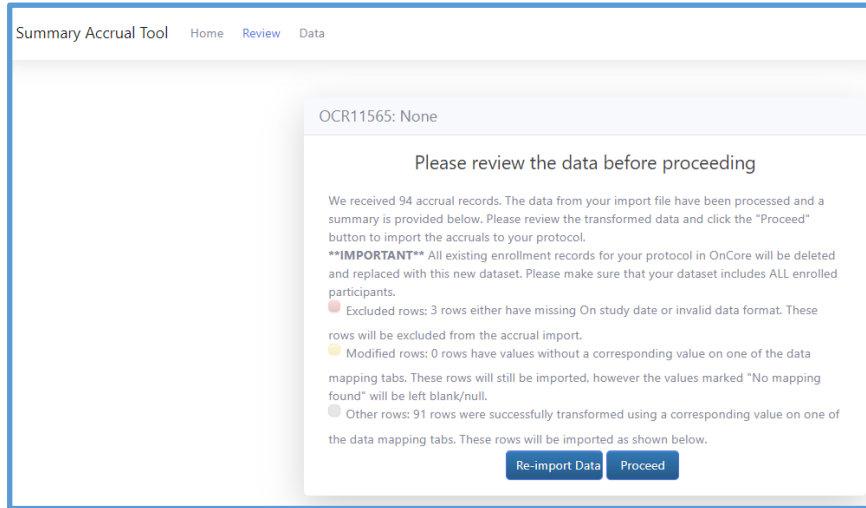 Summary Accrual Tool Home Review Data
OCR11565: None
Please review the data before proceeding
We received 94 accrual records. The data from your import file have been processed and a
summary is provided below. Please review the transformed data and click the "Proceed"
button to import the accruals to your protocol.
**IMPORTANT** All existing enrollment records for your protocol in OnCore will be deleted
and replaced with this new dataset. Please make sure that your dataset includes ALL enrolled
participants.
Excluded rows: 3 rows either have missing On study date or invalid data format. These
rows will be excluded from the accrual import.
Modified rows: 0 rows have values without a corresponding value on one of the data
mapping tabs. These rows will still be imported, however the values marked "No mapping
found" will be left blank/null.
Other rows: 91 rows were successfully transformed using a corresponding value on one of
the data mapping tabs. These rows will be imported as shown below.
Re-import Data Proceed